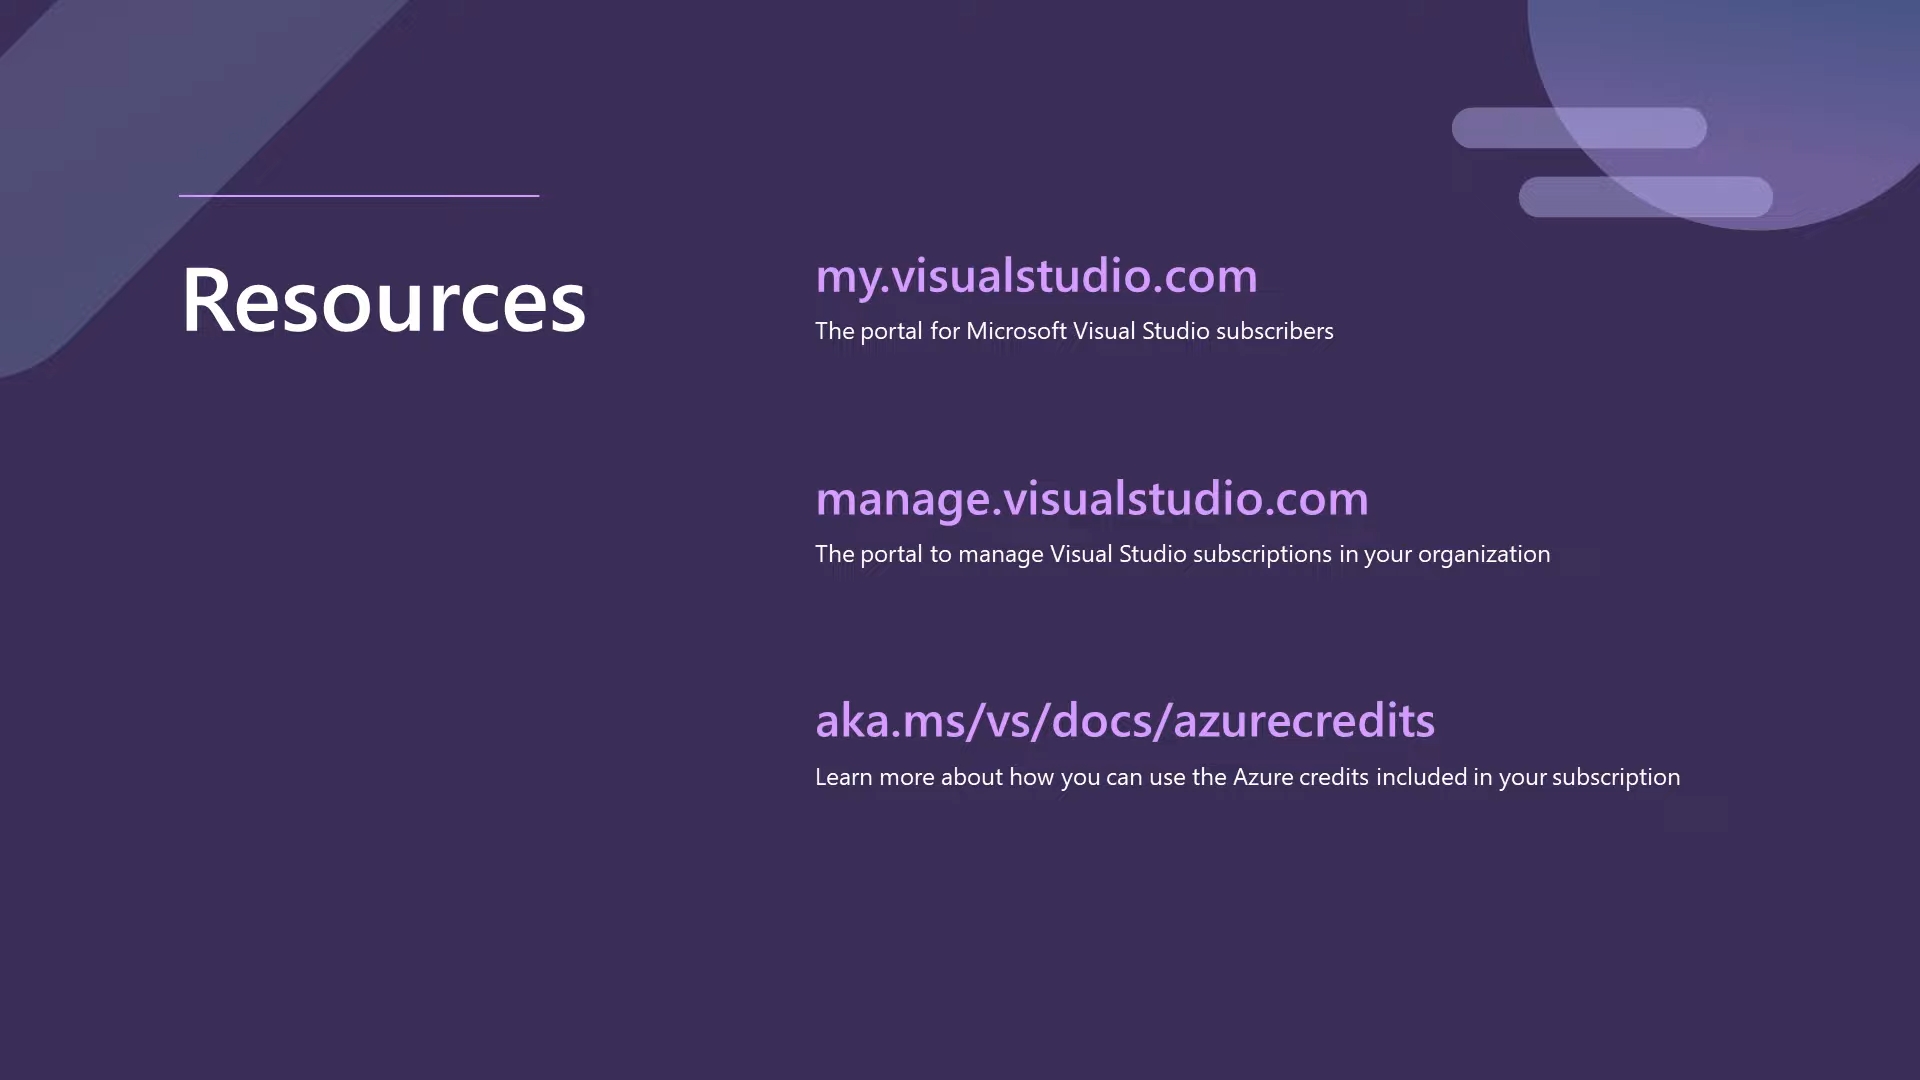 Resources
my.visualstudio.com
The portal for Microsoft Visual Studio subscribers
manage.visualstudio.com
The portal to manage Visual Studio subscriptions in your organization
aka.ms/vs/docs/azurecredits
Learn more about how you can use the Azure credits included in your subscription